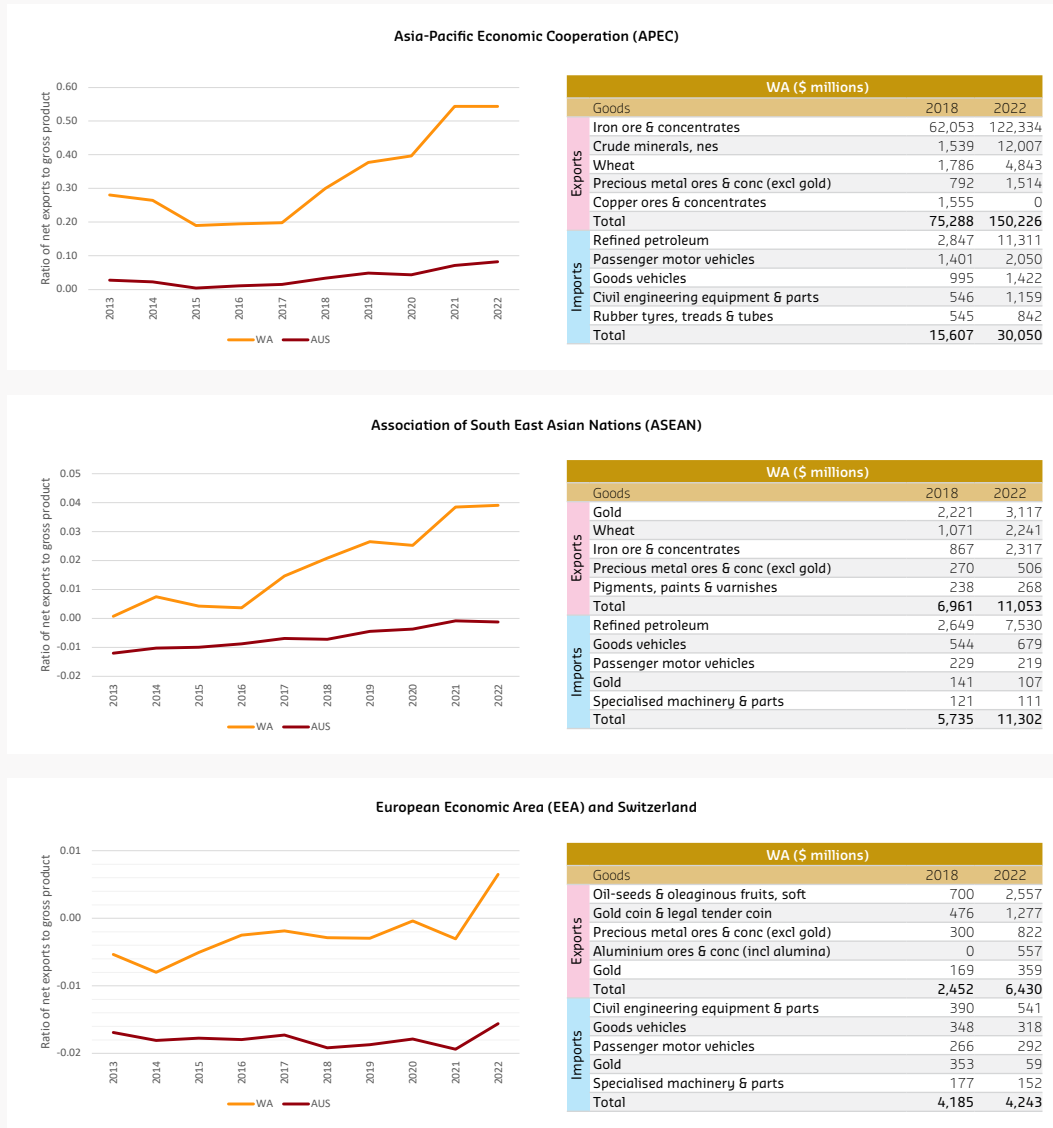 Asia-Pacific Economic Cooperation (APEC)
Ratio of net exports to gross product
0.60
0.50
0.40
0.30
0.20
0.10
0.00
2013 2014 2015 2016 2017 2018 2019 2020 2021 2022
WA AUS
WA ($ millions)
Goods 2018 2022
Exports
Iron ore & concentrates 62,053 122,334
Crude minerals, nes 1,539 12,007
Wheat 1,786 4,843
Precious metal ores & conc (excl gold) 792 1,514
Copper ores & concentrates 1,555 0
Total 75,288 150,226
Imports
Refined petroleum 2,847 11,311
Passenger motor vehicles 1,401 2,050
Goods vehicles 995 1,422
Civil engineering equipment & parts 546 1,159
Rubber tyres, treads & tubes 545 842
Total 15,607 30,050
Association of South East Asian Nations (ASEAN)
Ratio of net exports to gross product
0.05
0.04
0.03
0.02
0.01
0.00
-0.01
-0.02
2013 2014 2015 2016 2017 2018 2019 2020 2021 2022
WA AUS
WA ($ millions)
Goods 2018 2022
Exports
Gold 2,221 3,117
Wheat 1,071 2,241
Iron ore & concentrates 867 2,317
Precious metal ores & conc (excl gold) 270 506
Pigments, paints & varnishes 238 268
Total 6,961 11,053
Imports
Refined petroleum 2,649 7,530
Goods vehicles 544 679
Passenger motor vehicles 229 219
Gold 141 107
Specialised machinery & parts 121 111
Total 5,735 11,302
European Economic Area (EEA) and Switzerland
Ratio of net exports to gross product
0.01
0.00
-0.01
-0.02
2013 2014 2015 2016 2017 2018 2019 2020 2021 2022
WA AUS
WA ($ millions)
Goods 2018 2022
Exports
Oil-seeds & oleaginous fruits, soft 700 2,557
Gold coin & legal tender coin 476 1,277
Precious metal ores & conc (excl gold) 300 822
Aluminium ores & conc (incl alumina) 0 557
Gold 169 359
Total 2,452 6,430
Imports
Civil engineering equipment & parts 390 541
Goods vehicles 348 318
Passenger motor vehicles 266 292
Gold 353 59
Specialised machinery & parts 177 152
Total 4,185 4,243